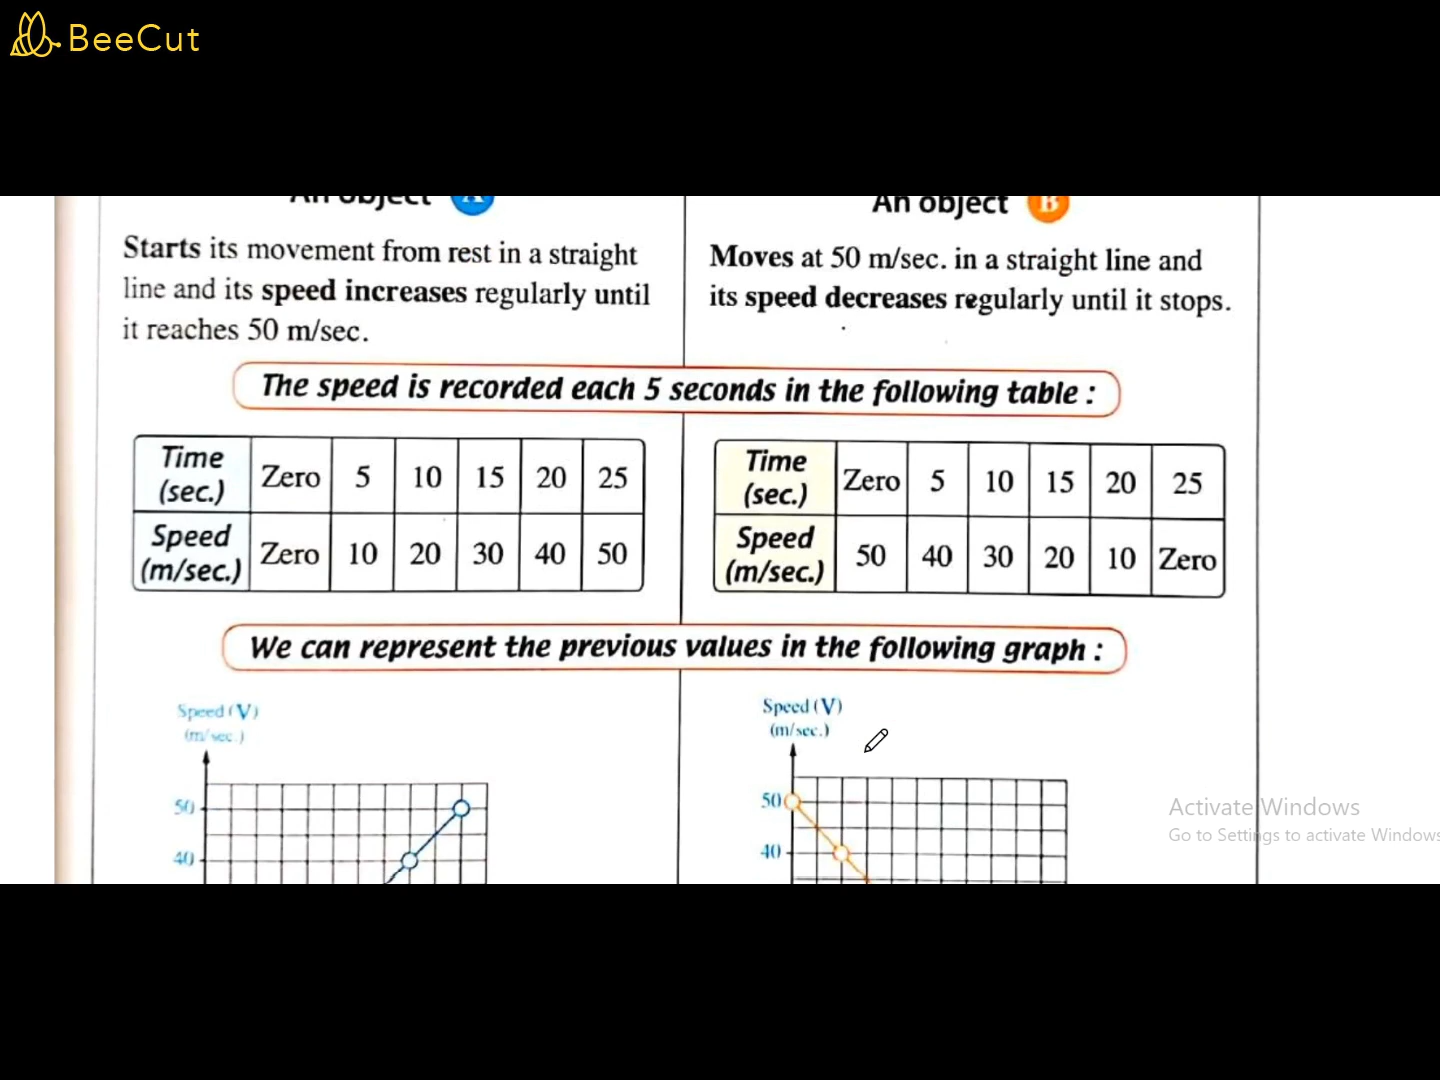 BeeCut
An object A
An object B
Starts its movement from rest in a straight
line and its speed increases regularly until
it reaches 50 m/sec.
Moves at 50 m/sec. in a straight line and
its speed decreases regularly until it stops.
The speed is recorded each 5 seconds in the following table :
Time (sec.) Zero 5 10 15 20 25
Speed (m/sec.) Zero 10 20 30 40 50
Time (sec.) Zero 5 10 15 20 25
Speed (m/sec.) 50 40 30 20 10 Zero
We can represent the previous values in the following graph :
Speed (V)
(m/sec.)
50
40
Speed (V)
(m/sec.)
50
40
Activate Windows
Go to Settings to activate Windows